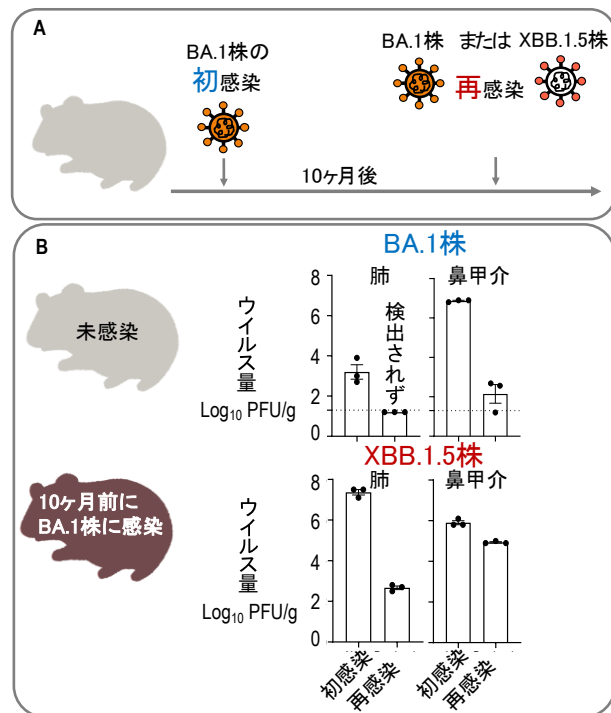 A
BA.1株の
初感染
BA.1株 または XBB.1.5株
再感染
10ヶ月後
B
BA.1株
未感染
ウイルス量
Log10 PFU/g
肺
鼻甲介
検出されず
8
6
4
2
0
XBB.1.5株
10ヶ月前に
BA.1株に感染
ウイルス量
Log10 PFU/g
肺
鼻甲介
8
6
4
2
0
初感染
再感染
初感染
再感染